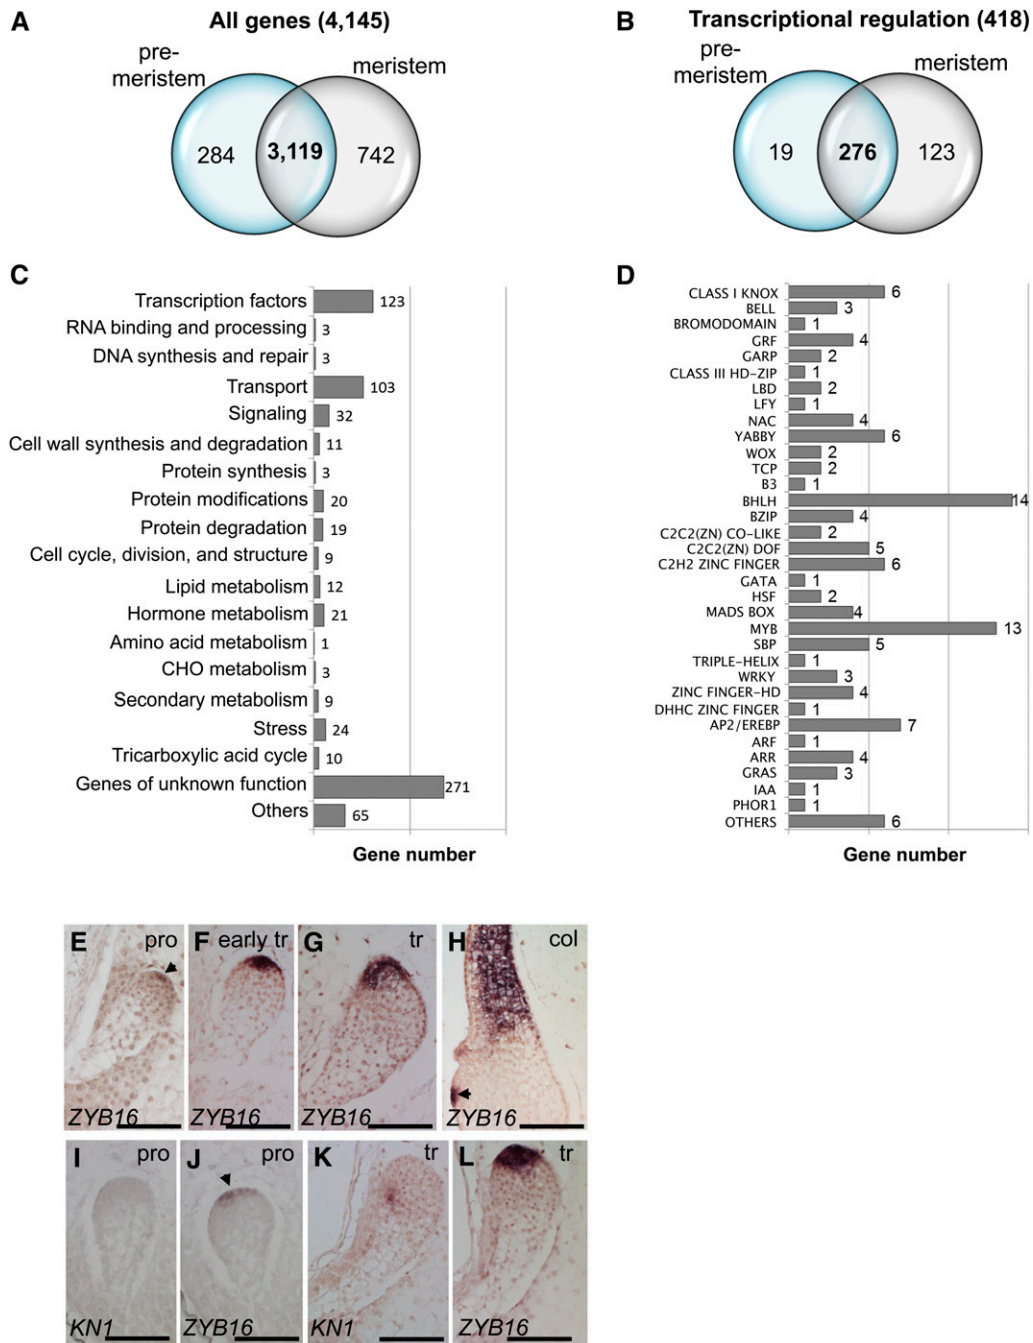 A
All genes (4,145)
pre-
meristem
meristem
284
3,119
742
B
Transcriptional regulation (418)
pre-
meristem
meristem
19
276
123
C
Transcription factors 123
RNA binding and processing 3
DNA synthesis and repair 3
Transport 103
Signaling 32
Cell wall synthesis and degradation 11
Protein synthesis 3
Protein modifications 20
Protein degradation 19
Cell cycle, division, and structure 9
Lipid metabolism 12
Hormone metabolism 21
Amino acid metabolism 1
CHO metabolism 3
Secondary metabolism 9
Stress 24
Tricarboxylic acid cycle 10
Genes of unknown function 271
Others 65
Gene number
D
CLASS I KNOX 6
BELL 3
BROMODOMAIN 1
GRF 4
GARP 2
CLASS III HD-ZIP 1
LBD 2
LFY 1
NAC 4
YABBY 6
WOX 2
TCP 2
B3 1
BHLH 14
BZIP 4
C2C2(ZN) CO-LIKE 2
C2C2(ZN) DOF 5
C2H2 ZINC FINGER 6
GATA 1
HSF 2
MADS BOX 4
MYB 13
SBP 5
TRIPLE-HELIX 1
WRKY 3
ZINC FINGER-HD 4
DHHC ZINC FINGER 1
AP2/EREBP 7
ARF 1
ARR 4
GRAS 3
IAA 1
PHOR1 1
OTHERS 6
Gene number
E pro
ZYB16
F early tr
ZYB16
G tr
ZYB16
H col
ZYB16
I pro
KN1
J pro
ZYB16
K tr
KN1
L tr
ZYB16